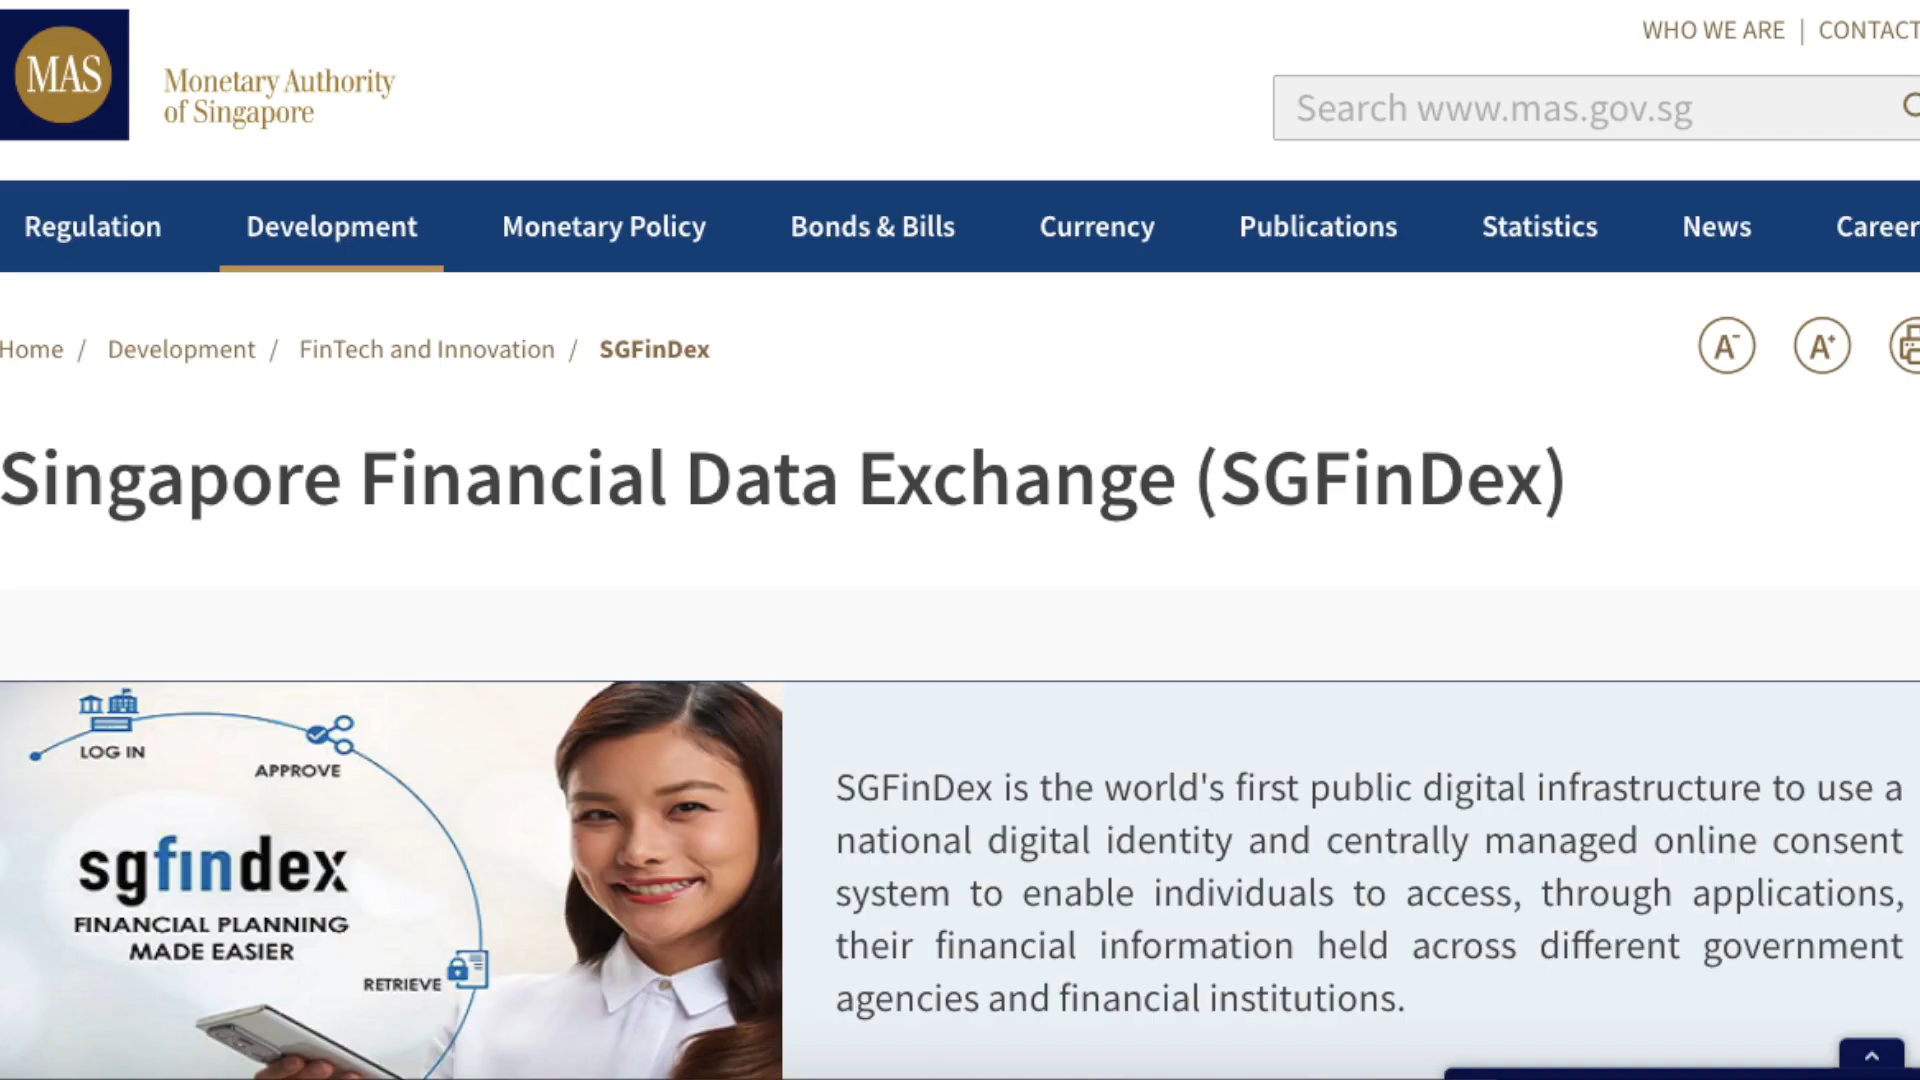 WHO WE ARE | CONTACT
MAS
Monetary Authority
of Singapore
Search www.mas.gov.sg
Regulation Development Monetary Policy Bonds & Bills Currency Publications Statistics News Career
Home / Development / FinTech and Innovation / SGFinDex
A- A+
Singapore Financial Data Exchange (SGFinDex)
LOG IN
APPROVE
sgfindex
FINANCIAL PLANNING
MADE EASIER
RETRIEVE
SGFinDex is the world's first public digital infrastructure to use a
national digital identity and centrally managed online consent
system to enable individuals to access, through applications,
their financial information held across different government
agencies and financial institutions.